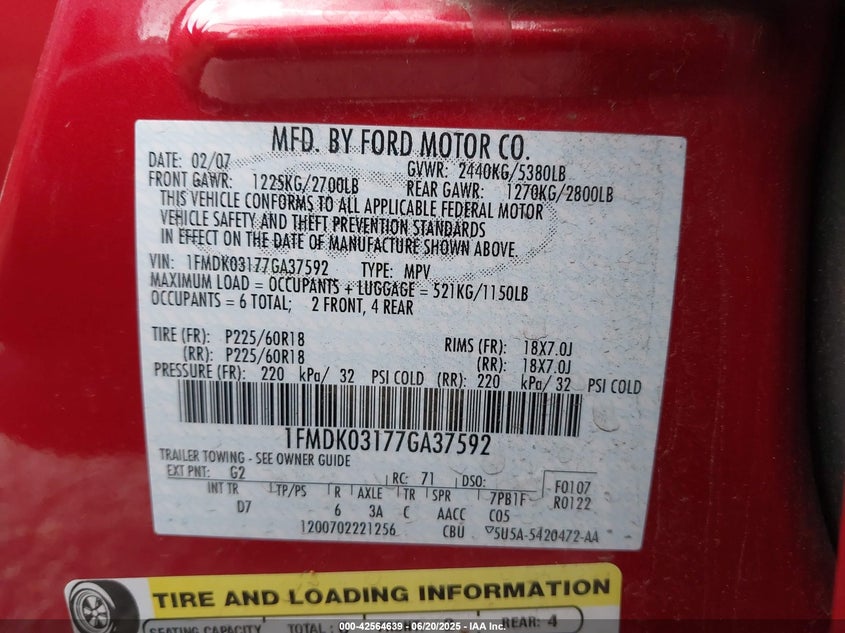 MFD. BY FORD MOTOR CO.
DATE: 02/07 GVWR: 2440KG/5380LB
FRONT GAWR: 1225KG/2700LB REAR GAWR: 1270KG/2800LB
THIS VEHICLE CONFORMS TO ALL APPLICABLE FEDERAL MOTOR
VEHICLE SAFETY AND THEFT PREVENTION STANDARDS
IN EFFECT ON THE DATE OF MANUFACTURE SHOWN ABOVE.
VIN: 1FMDK03177GA37592 TYPE: MPV
MAXIMUM LOAD = OCCUPANTS + LUGGAGE = 521KG/1150LB
OCCUPANTS = 6 TOTAL; 2 FRONT, 4 REAR
TIRE (FR): P225/60R18 RIMS (FR): 18X7.0J
(RR): P225/60R18 (RR): 18X7.0J
PRESSURE (FR): 220 kPa/ 32 PSI COLD (RR): 220 kPa/ 32 PSI COLD
1FMDK03177GA37592
TRAILER TOWING - SEE OWNER GUIDE
EXT PNT: G2 RC: 71 DSO: F0107
INT TR TP/PS R AXLE TR SPR 7PB1F R0122
D7 6 3A C AACC C05
1200702221256 CBU 5U5A-5420472-AA
TIRE AND LOADING INFORMATION
SEATING CAPACITY TOTAL: REAR: 4
000-42564639 - 06/20/2025 - IAA Inc.